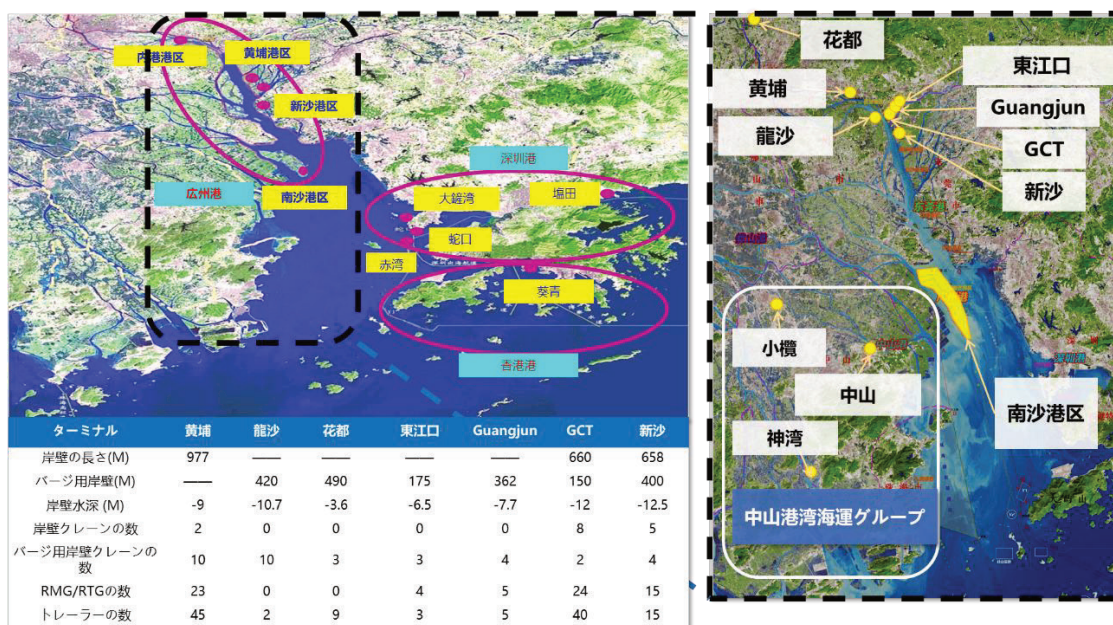 内港港区
黄埔港区
新沙港区
広州港
南沙港区
深圳港
大鏟湾
塩田
蛇口
赤湾
葵青
香港港
花都
黄埔
東江口
Guangjun
龍沙
GCT
新沙
小欖
中山
神湾
南沙港区
中山港湾海運グループ
7
ターミナル 黄埔 龍沙 花都 東江口 Guangjun GCT 新沙
岸壁の長さ(M) 977 —— —— —— —— 660 658
バージ用岸壁(M) —— 420 490 175 362 150 400
岸壁水深 (M) -9 -10.7 -3.6 -6.5 -7.7 -12 -12.5
岸壁クレーンの数 2 0 0 0 0 8 5
バージ用岸壁クレーンの
数 10 10 3 3 4 2 4
RMG/RTGの数 23 0 0 4 5 24 15
トレーラーの数 45 2 9 3 5 40 15